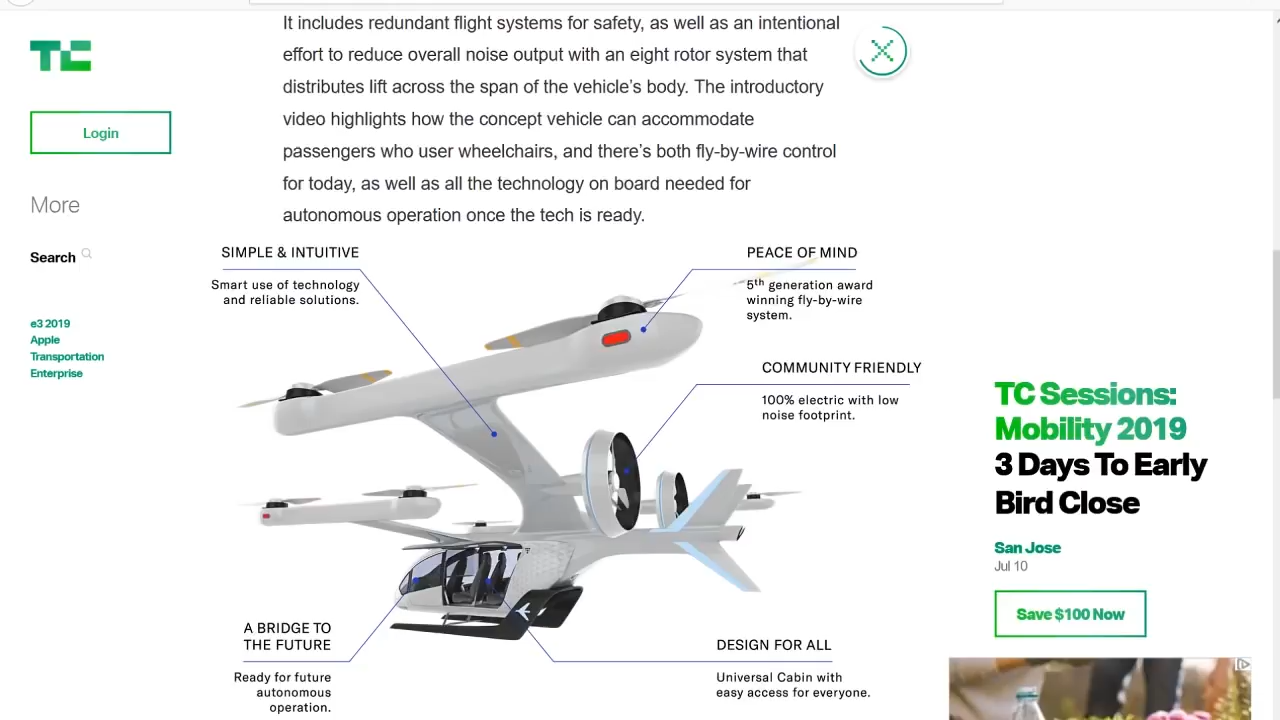 It includes redundant flight systems for safety, as well as an intentional
effort to reduce overall noise output with an eight rotor system that
distributes lift across the span of the vehicle's body. The introductory
video highlights how the concept vehicle can accommodate
passengers who user wheelchairs, and there's both fly-by-wire control
for today, as well as all the technology on board needed for
autonomous operation once the tech is ready.
TC
Login
More
Search
e3 2019
Apple
Transportation
Enterprise
SIMPLE & INTUITIVE
Smart use of technology
and reliable solutions.
PEACE OF MIND
5th generation award
winning fly-by-wire
system.
COMMUNITY FRIENDLY
100% electric with low
noise footprint.
A BRIDGE TO
THE FUTURE
Ready for future
autonomous
operation.
DESIGN FOR ALL
Universal Cabin with
easy access for everyone.
TC Sessions:
Mobility 2019
3 Days To Early
Bird Close
San Jose
Jul 10
Save $100 Now